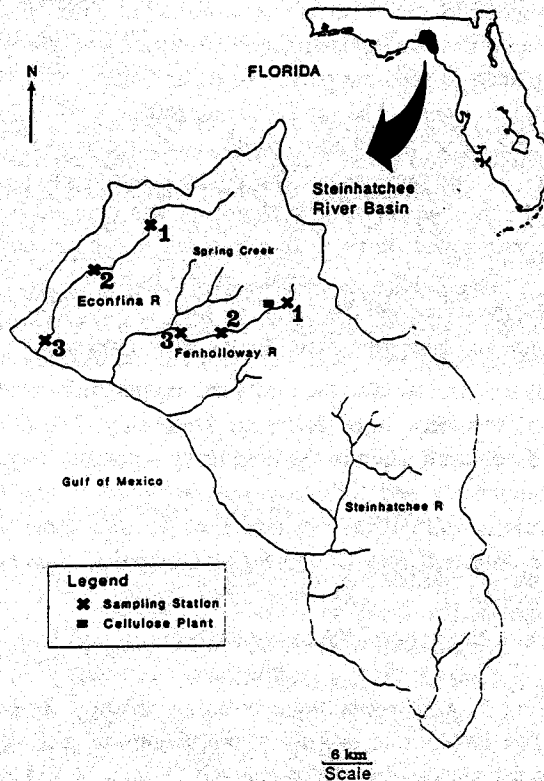 N
FLORIDA
Steinhatchee
River Basin
1
Spring Creek
2
Econfina R
1
2
3
3
Fenholloway R
Gulf of Mexico
Steinhatchee R
Legend
Sampling Station
Cellulose Plant
6 km
Scale